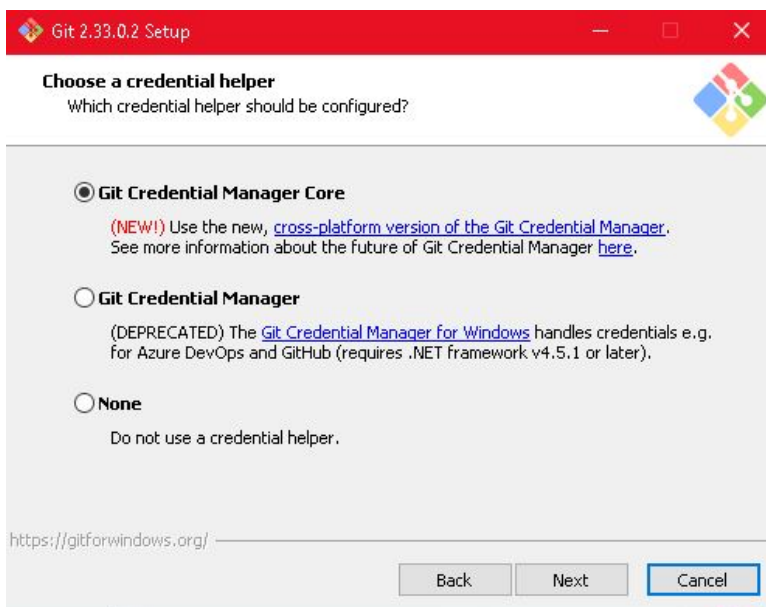 Git 2.33.0.2 Setup
Choose a credential helper
Which credential helper should be configured?
Git Credential Manager Core
(NEW!) Use the new, cross-platform version of the Git Credential Manager.
See more information about the future of Git Credential Manager here.
Git Credential Manager
(DEPRECATED) The Git Credential Manager for Windows handles credentials e.g.
for Azure DevOps and GitHub (requires .NET framework v4.5.1 or later).
None
Do not use a credential helper.
https://gitforwindows.org/
Back Next Cancel